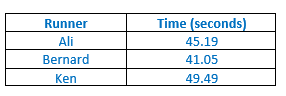 Runner Time (seconds)
Ali 45.19
Bernard 41.05
Ken 49.49